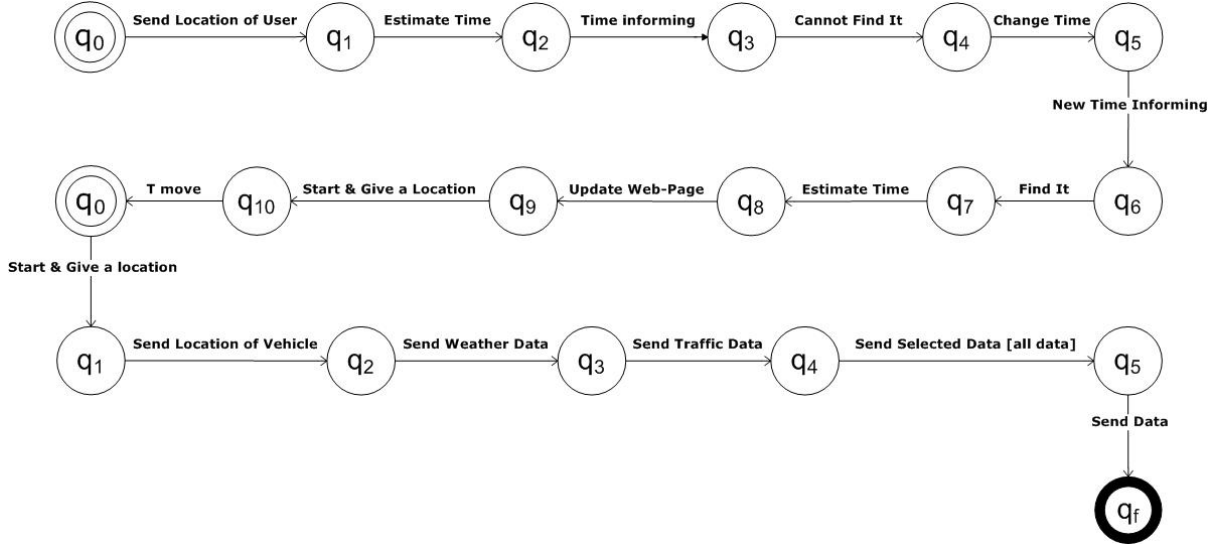 Send Location of User Estimate Time Time informing Cannot Find It Change Time
q0 q1 q2 q3 q4 q5
New Time Informing
T move Start & Give a Location Update Web-Page Estimate Time Find It
q0 q10 q9 q8 q7 q6
Start & Give a location
Send Location of Vehicle Send Weather Data Send Traffic Data Send Selected Data [all data]
q1 q2 q3 q4 q5
Send Data
qf